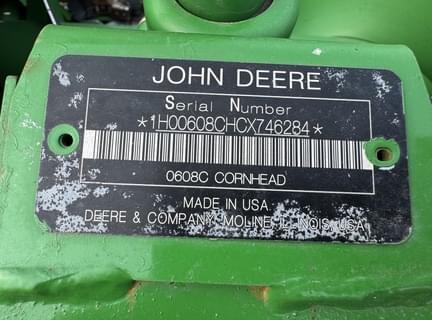 JOHN DEERE
Serial Number
*1H00608CHCX746284*
0608C CORNHEAD
MADE IN USA
DEERE & COMPANY MOLINE, ILLINOIS, USA